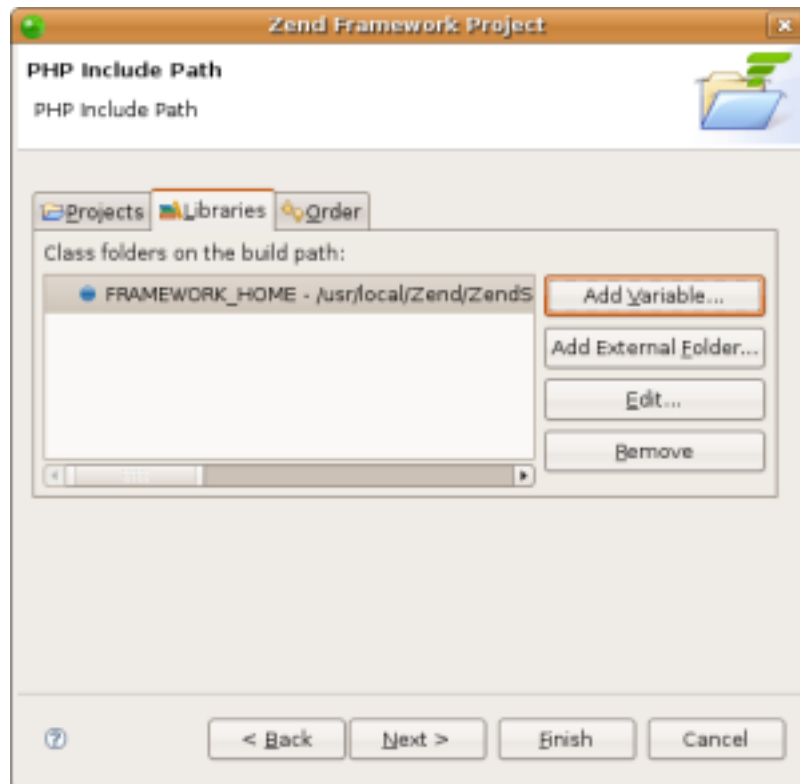 Zend Framework Project
PHP Include Path
PHP Include Path
Projects Libraries Order
Class folders on the build path:
FRAMEWORK_HOME - /usr/local/Zend/ZendS
Add Variable...
Add External Folder...
Edit...
Remove
< Back Next > Finish Cancel